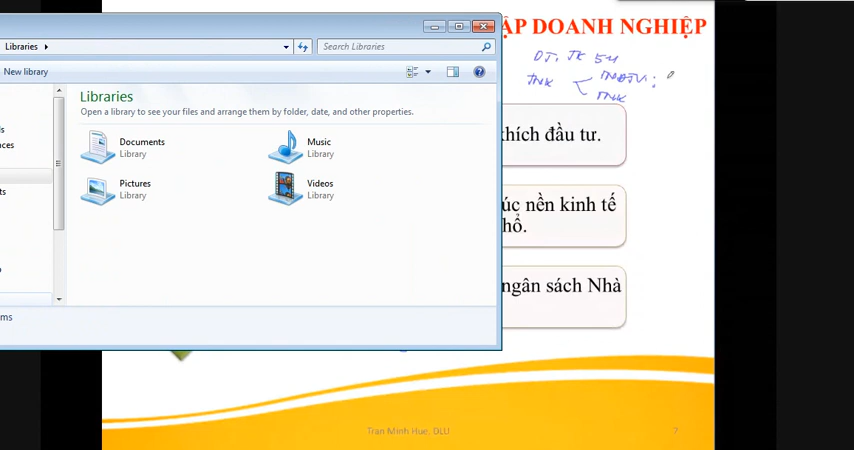 ẬP DOANH NGHIỆP
Libraries
Search Libraries
New library
Libraries
Open a library to see your files and arrange them by folder, date, and other properties.
Documents
Library
Music
Library
Pictures
Library
Videos
Library
khích đầu tư.
úc nền kinh tế
hổ.
ngân sách Nhà
Tran Minh Hue. DLLI
7